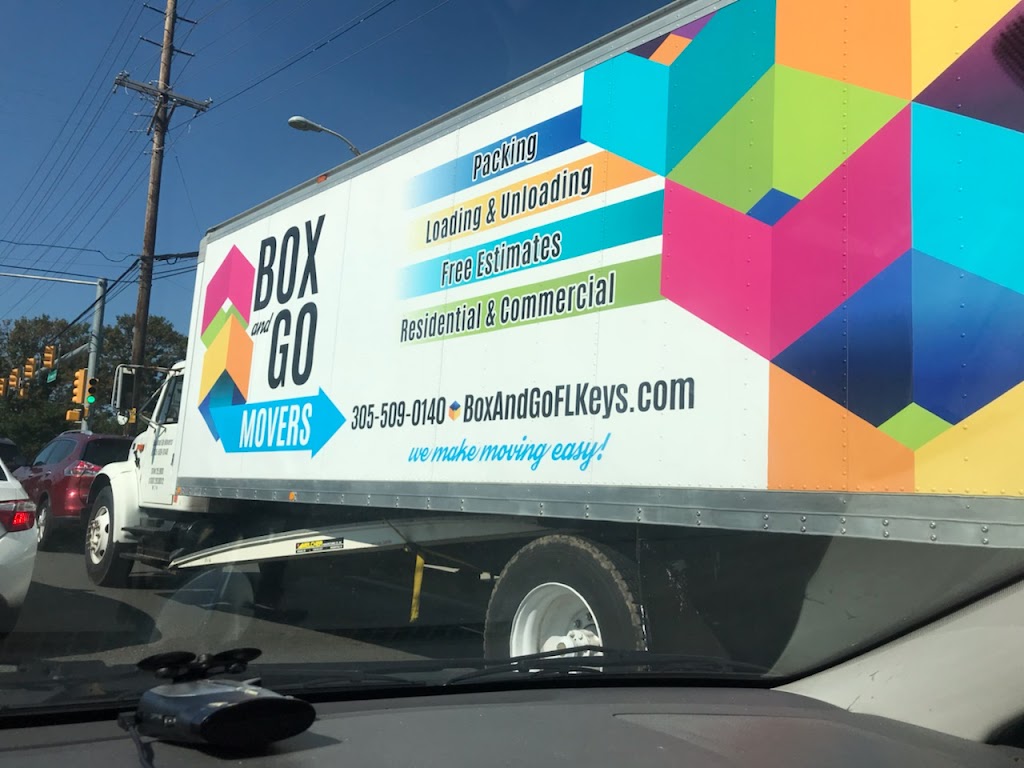 BOX
and
GO
MOVERS
Packing
Loading & Unloading
Free Estimates
Residential & Commercial
305-509-0140 BoxAndGoFLKeys.com
we make moving easy!